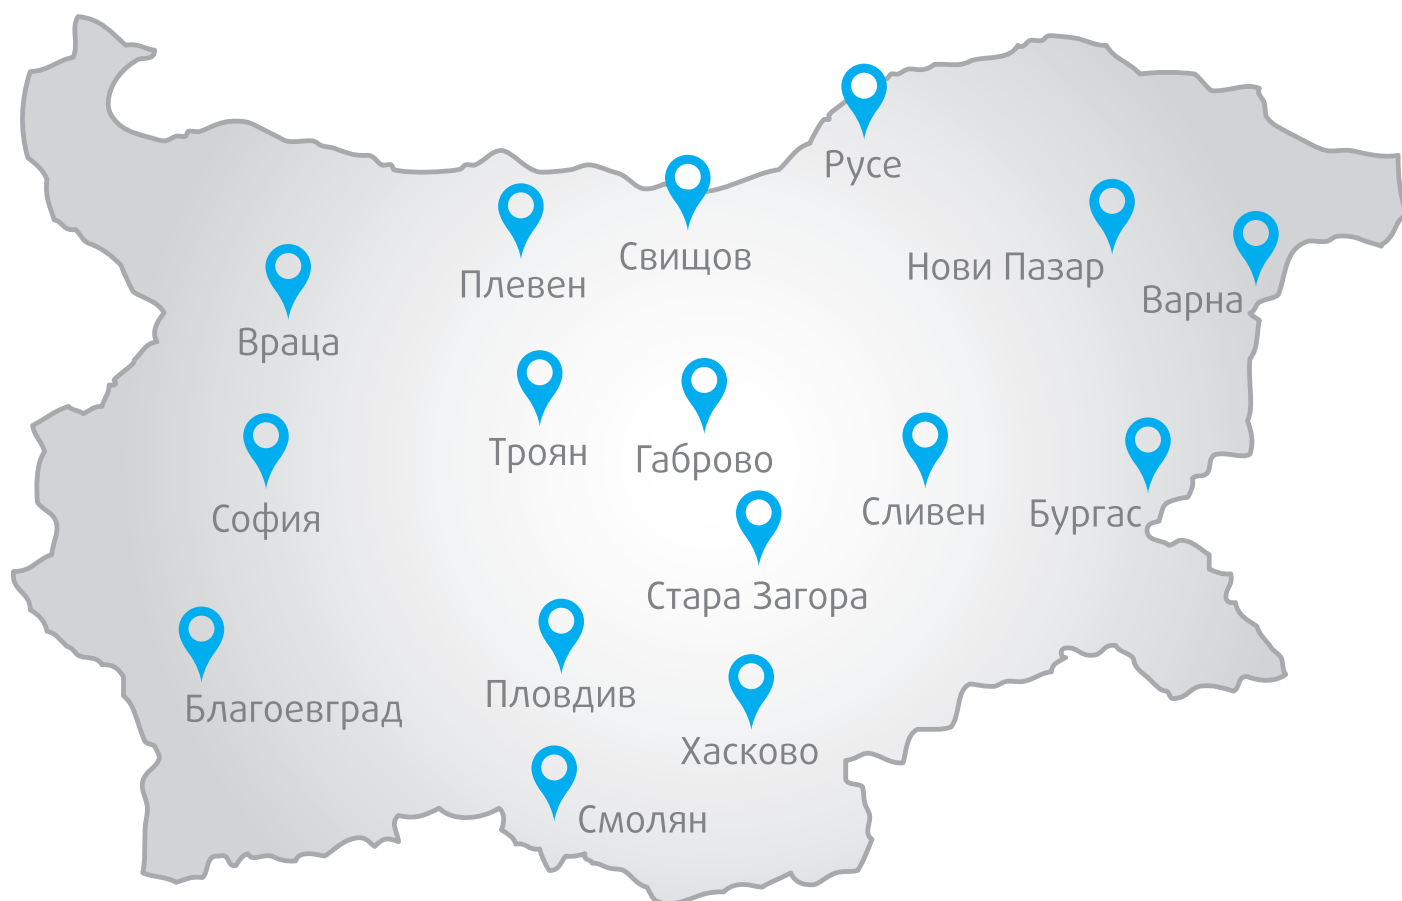 Русе
Свищов
Плевен
Нови Пазар
Варна
Враца
Троян
Габрово
София
Сливен
Бургас
Стара Загора
Благоевград
Пловдив
Хасково
Смолян